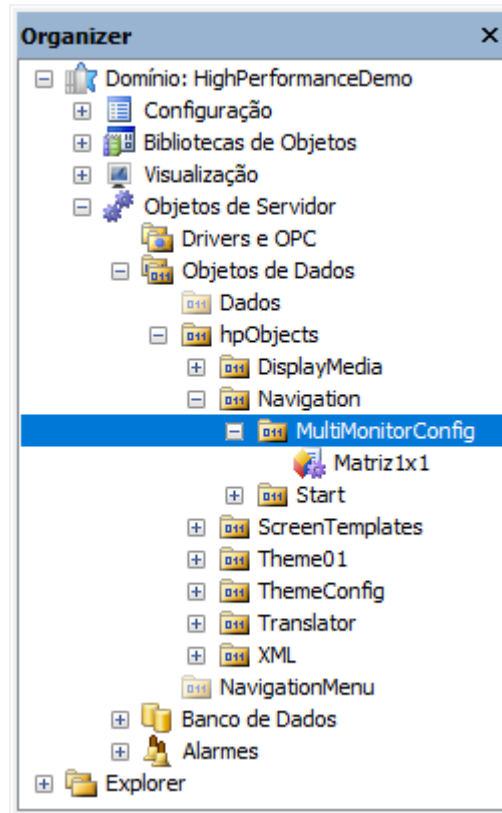 Organizer
Domínio: HighPerformanceDemo
Configuração
Bibliotecas de Objetos
Visualização
Objetos de Servidor
Drivers e OPC
Objetos de Dados
Dados
hpObjects
DisplayMedia
Navigation
MultiMonitorConfig
Matriz1x1
Start
ScreenTemplates
Theme01
ThemeConfig
Translator
XML
NavigationMenu
Banco de Dados
Alarmes
Explorer